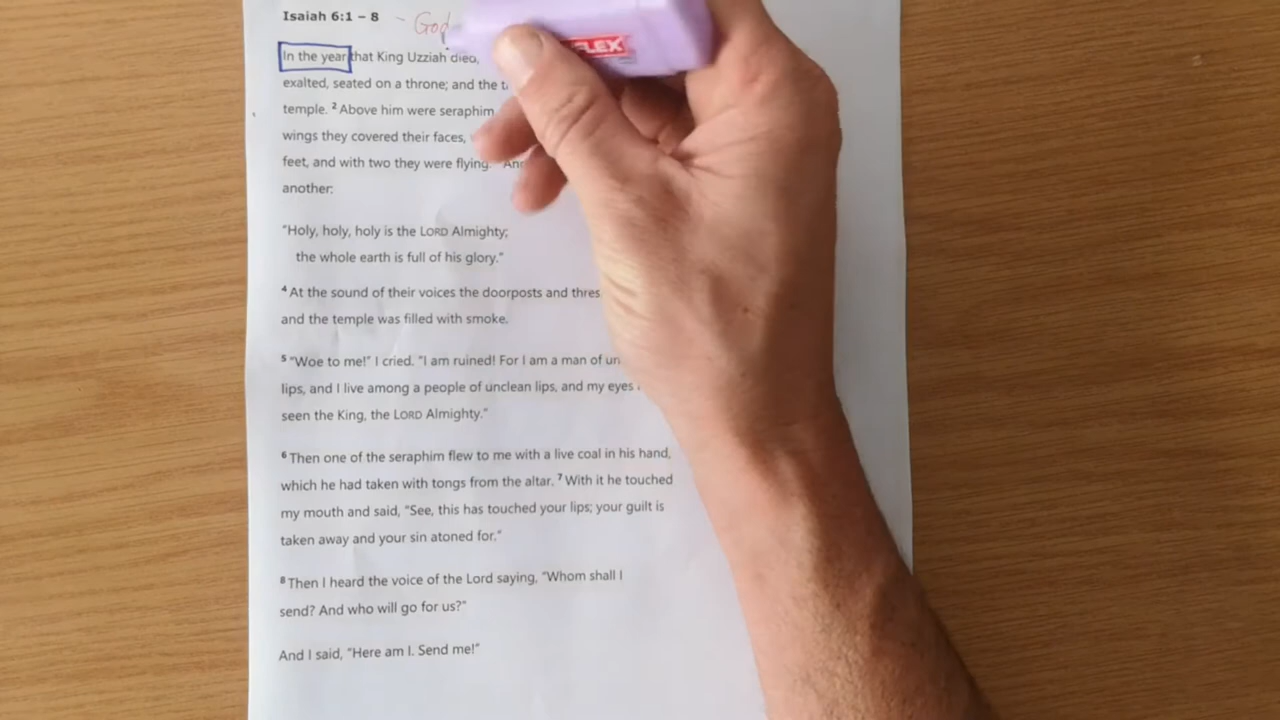 Isaiah 6:1 – 8 - God
FLEX
In the year that King Uzziah died,
exalted, seated on a throne; and the
temple. ² Above him were seraphim
wings they covered their faces,
feet, and with two they were flying. And
another:
“Holy, holy, holy is the LORD Almighty;
the whole earth is full of his glory.”
⁴ At the sound of their voices the doorposts and
and the temple was filled with smoke.
⁵ “Woe to me!” I cried. “I am ruined! For I am a man of
lips, and I live among a people of unclean lips, and my eyes
seen the King, the LORD Almighty.”
⁶ Then one of the seraphim flew to me with a live coal in his hand,
which he had taken with tongs from the altar. ⁷ With it he touched
my mouth and said, “See, this has touched your lips; your guilt is
taken away and your sin atoned for.”
⁸ Then I heard the voice of the Lord saying, “Whom shall I
send? And who will go for us?”
And I said, “Here am I. Send me!”